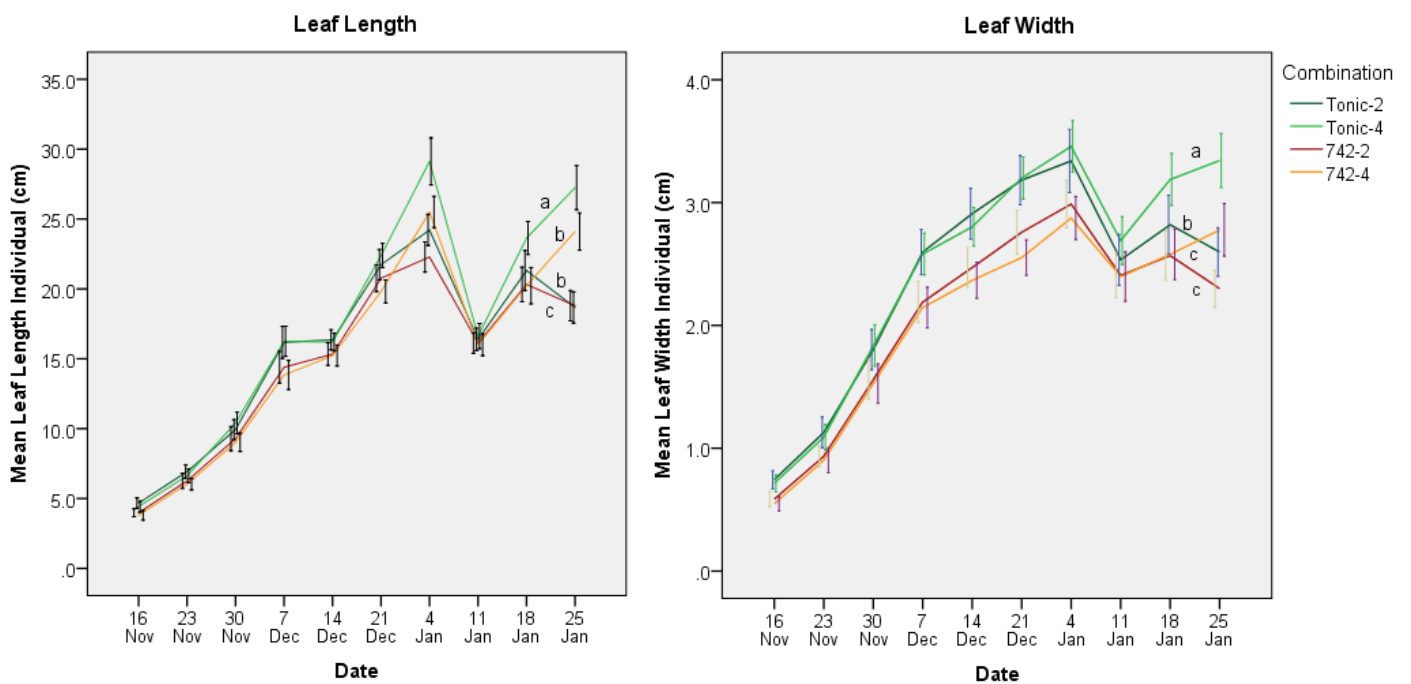 Leaf Length
Mean Leaf Length Individual (cm)
35.0
30.0
25.0
20.0
15.0
10.0
5.0
.0
a
b
b
c
16 Nov
23 Nov
30 Nov
7 Dec
14 Dec
21 Dec
4 Jan
11 Jan
18 Jan
25 Jan
Date
Leaf Width
Mean Leaf Width Individual (cm)
4.0
3.0
2.0
1.0
.0
a
b
c
c
16 Nov
23 Nov
30 Nov
7 Dec
14 Dec
21 Dec
4 Jan
11 Jan
18 Jan
25 Jan
Date
Combination
Tonic-2
Tonic-4
742-2
742-4